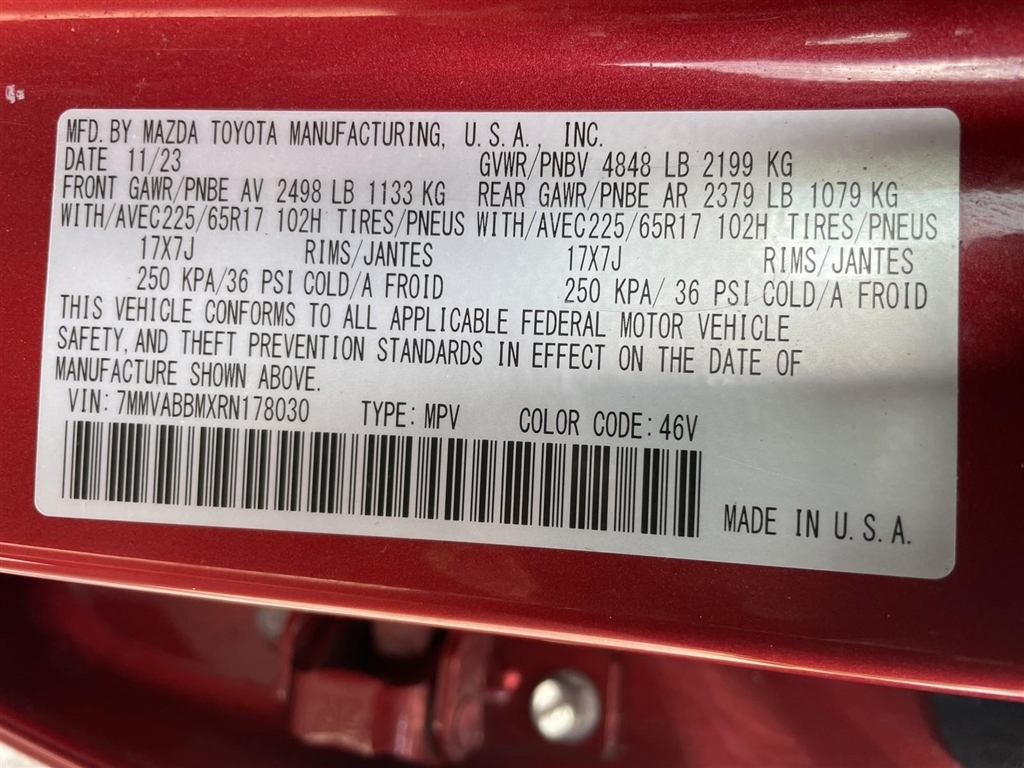 MFD. BY MAZDA TOYOTA MANUFACTURING, U.S.A., INC.
DATE 11/23 GVWR/PNBV 4848 LB 2199 KG
FRONT GAWR/PNBE AV 2498 LB 1133 KG REAR GAWR/PNBE AR 2379 LB 1079 KG
WITH/AVEC225/65R17 102H TIRES/PNEUS WITH/AVEC225/65R17 102H TIRES/PNEUS
17X7J RIMS/JANTES 17X7J RIMS/JANTES
250 KPA/36 PSI COLD/A FROID 250 KPA/ 36 PSI COLD/A FROID
THIS VEHICLE CONFORMS TO ALL APPLICABLE FEDERAL MOTOR VEHICLE
SAFETY, AND THEFT PREVENTION STANDARDS IN EFFECT ON THE DATE OF
MANUFACTURE SHOWN ABOVE.
VIN: 7MMVABBMXRN178030 TYPE: MPV COLOR CODE: 46V
MADE IN U.S.A.